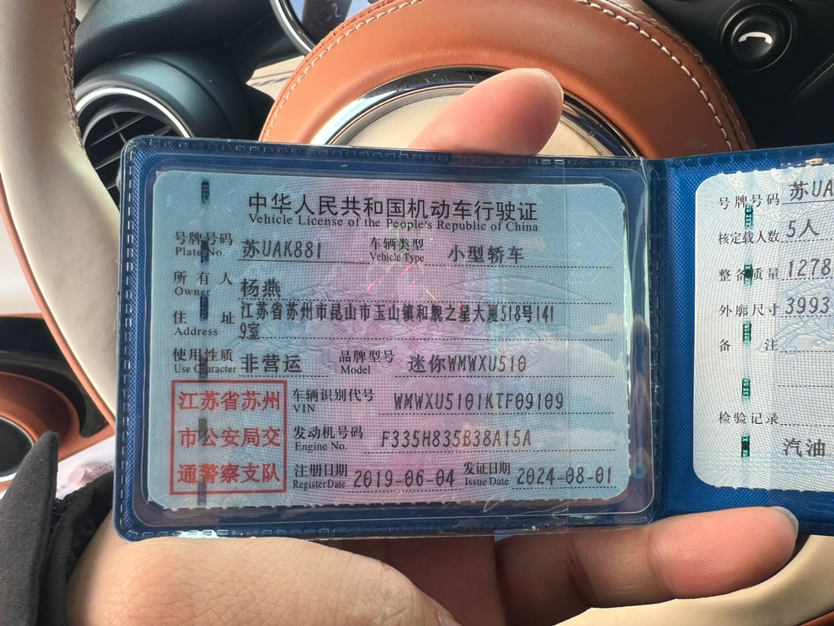 中华人民共和国机动车行驶证
Vehicle License of the People's Republic of China
号牌号码 苏UAK881 车辆类型 小型轿车
Plate No. Vehicle Type
所有人 杨燕
Owner
住址 江苏省苏州市昆山市玉山镇和甏之星大厦518号141
Address 9室
使用性质 非营运 品牌型号 迷你WMWXU510
Use Character Model
江苏省苏州
市公安局交
通警察支队
车辆识别代号 WMWXU5101KTF09109
VIN
发动机号码 F335H835B38A15A
Engine No.
注册日期 2019-06-04 发证日期 2024-08-01
Register Date Issue Date
号牌号码 苏UA
核定载人数 5人
整备质量 1278
外廓尺寸 3993
备注
检验记录
汽油